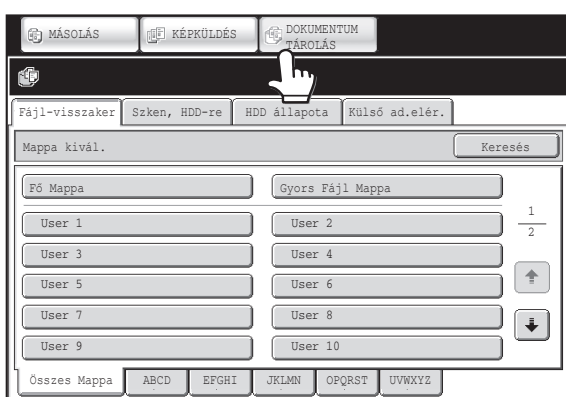 MÁSOLÁS
KÉPKÜLDÉS
DOKUMENTUM
TÁROLÁS
Fájl-visszaker
Szken, HDD-re
HDD állapota
Külső ad.elér.
Mappa kivál.
Keresés
Fő Mappa
Gyors Fájl Mappa
User 1
User 2
User 3
User 4
User 5
User 6
User 7
User 8
User 9
User 10
1
2
Összes Mappa
ABCD
EFGHI
JKLMN
OPQRST
UVWXYZ